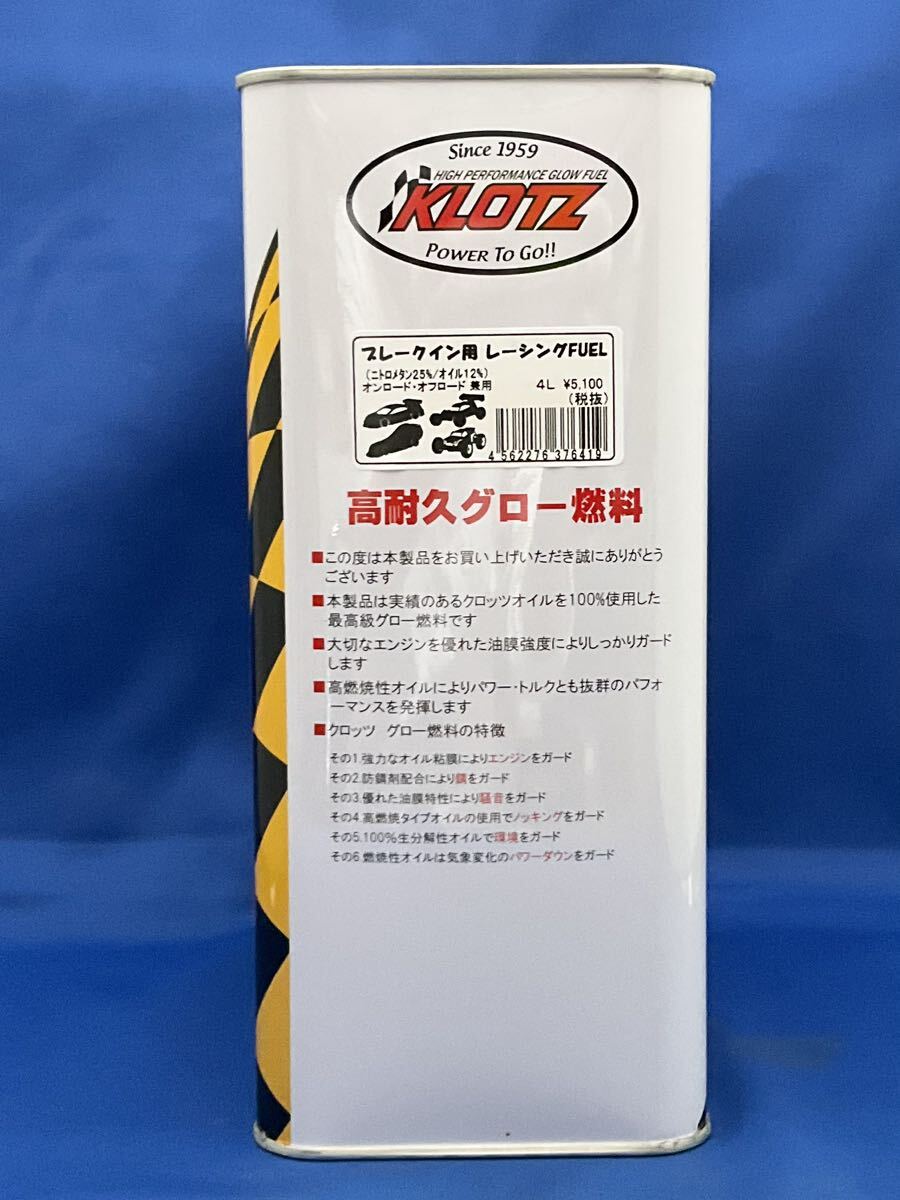 Since 1959
HIGH PERFORMANCE GLOW FUEL
KLOTZ
POWER TO GO!!
ブレークイン用 レーシングFUEL
(ニトロメタン25%/オイル12%)
オンロード・オフロード 兼用
4L ¥5,100
(税抜)
4 562276 376419
高耐久グロー燃料
■この度は本製品をお買い上げいただき誠にありがとう
ございます
■本製品は実績のあるクロッツオイルを100%使用した
最高級グロー燃料です
■大切なエンジンを優れた油膜強度によりしっかりガード
します
■高燃焼性オイルによりパワー・トルクとも抜群のパフォ
ーマンスを発揮します
■クロッツ グロー燃料の特徴
その1.強力なオイル粘膜によりエンジンをガード
その2.防錆剤配合により錆をガード
その3.優れた油膜特性により騒音をガード
その4.高燃焼タイプオイルの使用でノッキングをガード
その5.100%生分解性オイルで環境をガード
その6.燃焼性オイルは気象変化のパワーダウンをガード